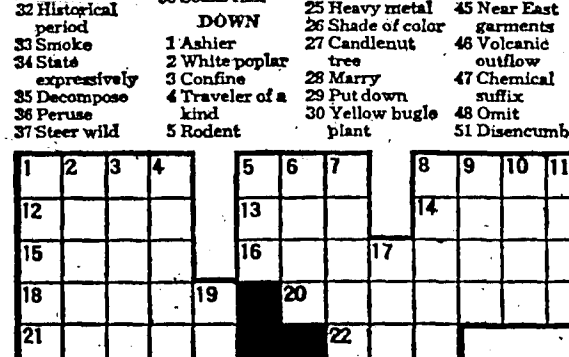 32 Historical
period
33 Smoke
34 State
expressively
35 Decompose
36 Peruse
37 Steer wild
DOWN
1 Ashier
2 White poplar
3 Confine
4 Traveler of a
kind
5 Rodent
25 Heavy metal
26 Shade of color
27 Candlenut
tree
28 Marry
29 Put down
30 Yellow bugle
plant
45 Near East
garments
46 Volcanic
outflow
47 Chemical
suffix
48 Omit
51 Disencumb
1 2 3 4 5 6 7 8 9 10 11
12 13 14
15 16 17
18 19 20
21 22